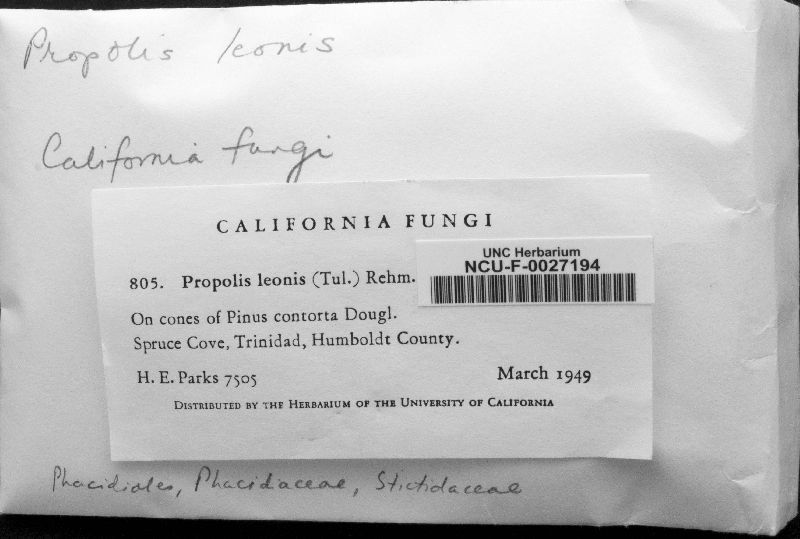 Propolis leonis
California fungi
CALIFORNIA FUNGI
UNC Herbarium
NCU-F-0027194
805. Propolis leonis (Tul.) Rehm.
On cones of Pinus contorta Dougl.
Spruce Cove, Trinidad, Humboldt County.
H. E. Parks 7505 March 1949
DISTRIBUTED BY THE HERBARIUM OF THE UNIVERSITY OF CALIFORNIA
Phacidiales, Phacidiaceae, Stictidaceae